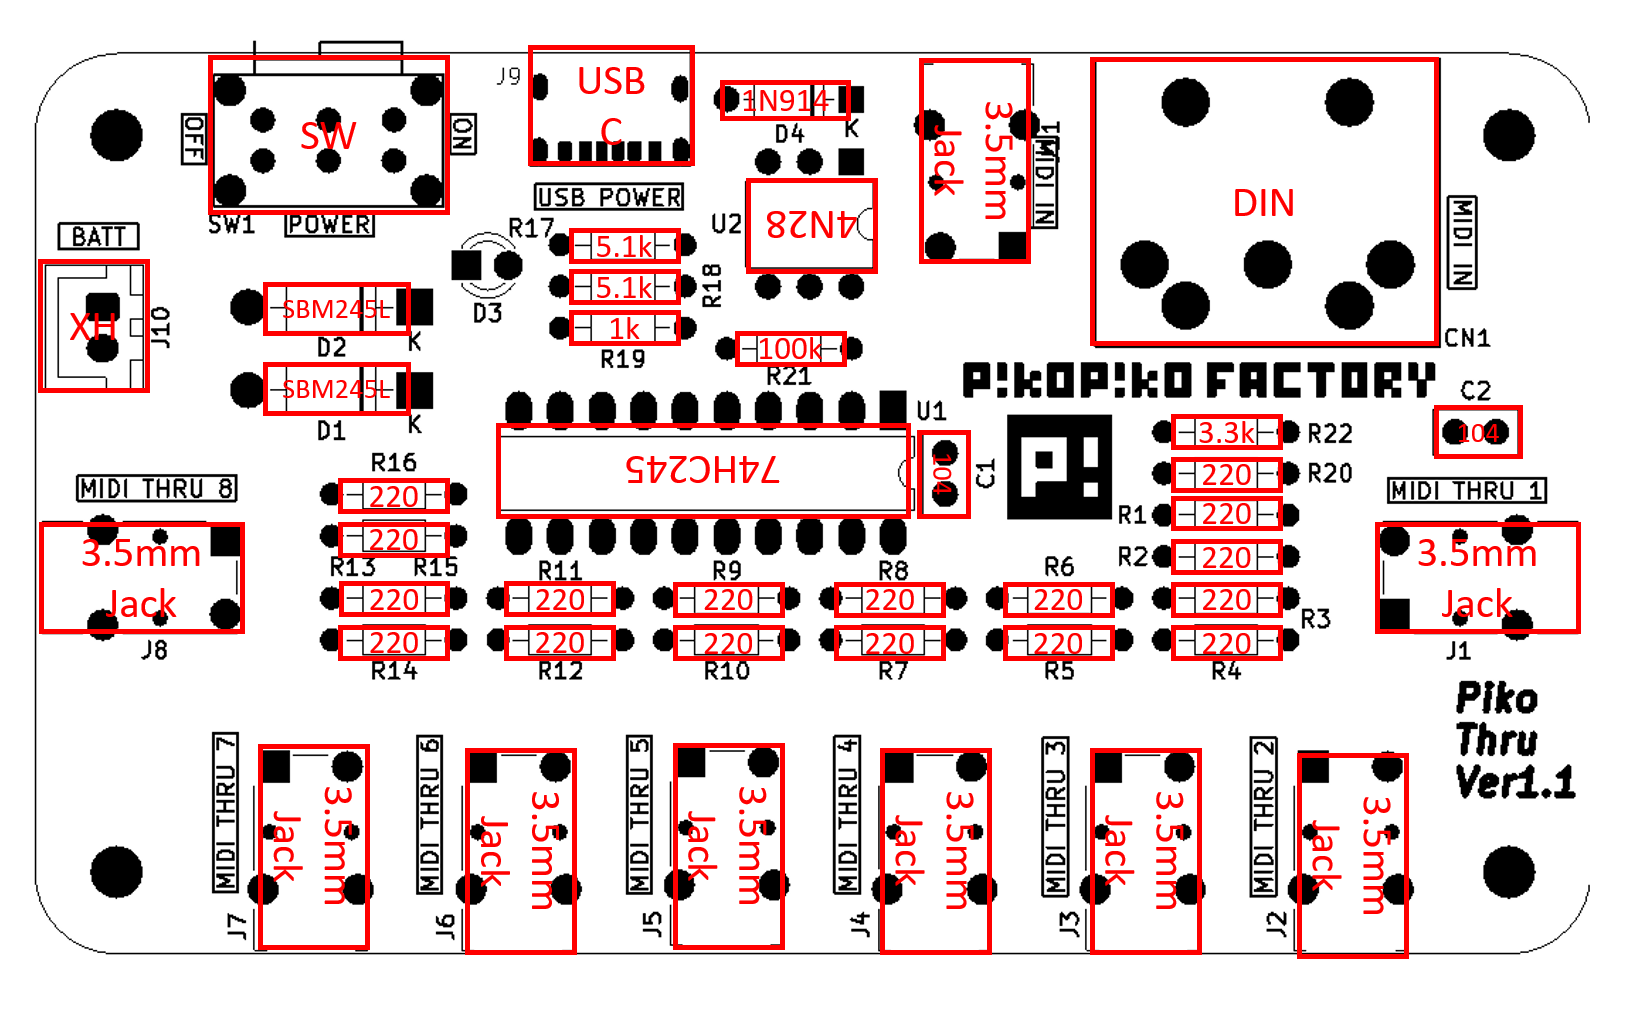 J9
USB
C
USB POWER
OFF
SW
ON
SW1
POWER
1N914
D4
K
3.5mm
Jack
MIDI IN
DIN
MIDI IN
CN1
BATT
XH
J10
U2
4N28
R17
5.1k
5.1k
R18
1k
R19
D3
SBM245L
D2
K
SBM245L
D1
K
100k
R21
P!KOP!KO FACTORY
P!
U1
74HC245
104
C1
C2
104
3.3k
R22
220
R20
R1
220
R2
220
MIDI THRU 8
3.5mm
Jack
J8
R16
220
220
R13
R15
R11
R9
R8
R6
220
220
220
220
220
220
R3
220
220
220
220
220
220
R14
R12
R10
R7
R5
R4
MIDI THRU 1
3.5mm
Jack
J1
Piko
Thru
Ver1.1
MIDI THRU 7
3.5mm
Jack
J7
MIDI THRU 6
3.5mm
Jack
J6
MIDI THRU 5
3.5mm
Jack
J5
MIDI THRU 4
3.5mm
Jack
J4
MIDI THRU 3
3.5mm
Jack
J3
MIDI THRU 2
3.5mm
Jack
J2